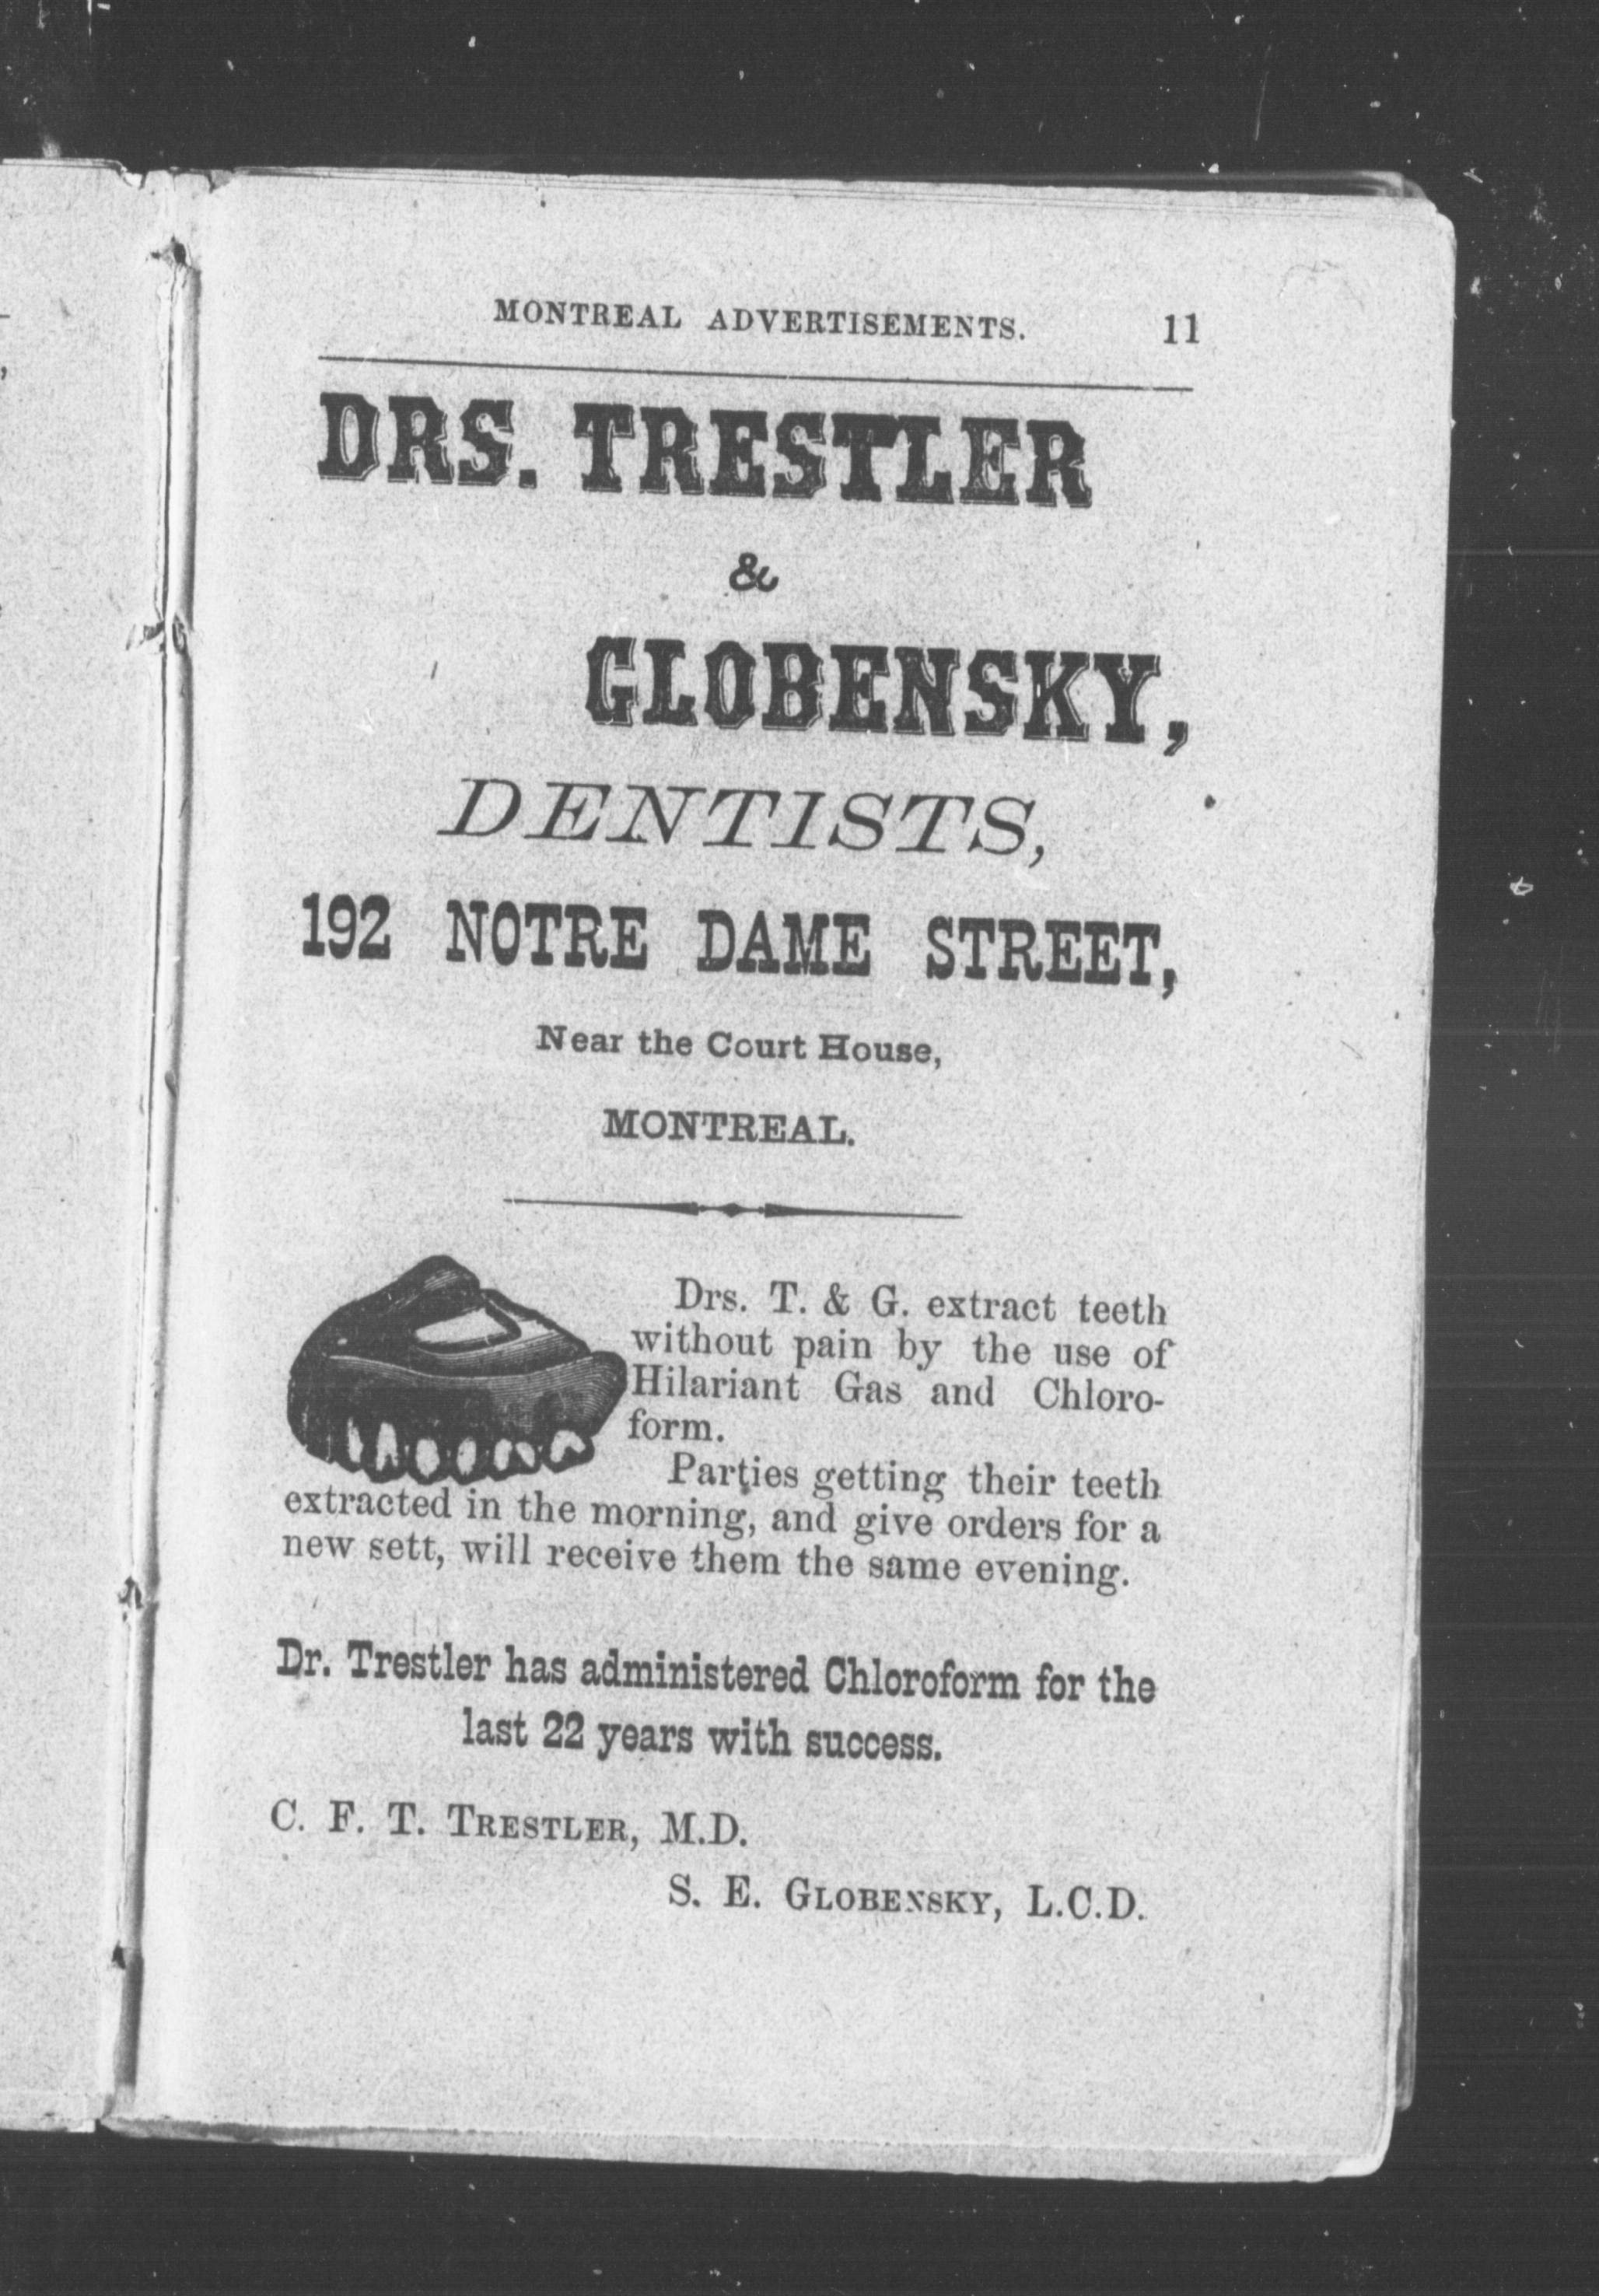 MONTREAL ADVERTISEMENTS. 11
DRS. TRESTLER
&
GLOBENSKY,
DENTISTS,
192 NOTRE DAME STREET,
Near the Court House,
MONTREAL.
Drs. T. & G. extract teeth
without pain by the use of
Hilariant Gas and Chloro-
form.
Parties getting their teeth
extracted in the morning, and give orders for a
new sett, will receive them the same evening.
Dr. Trestler has administered Chloroform for the
last 22 years with success.
C. F. T. TRESTLER, M.D.
S. E. GLOBENSKY, L.C.D.